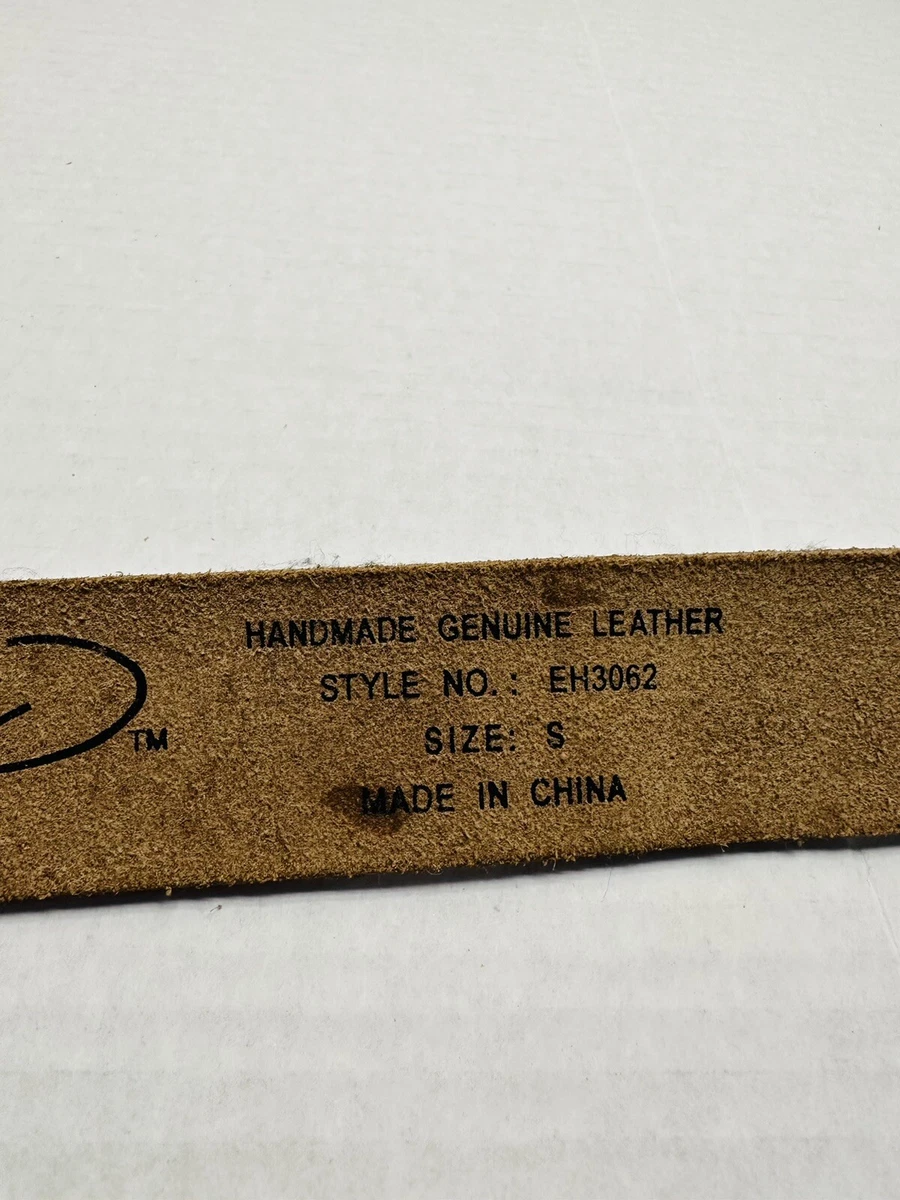 HANDMADE GENUINE LEATHER
STYLE NO.: EH3062
SIZE: S
MADE IN CHINA
TM